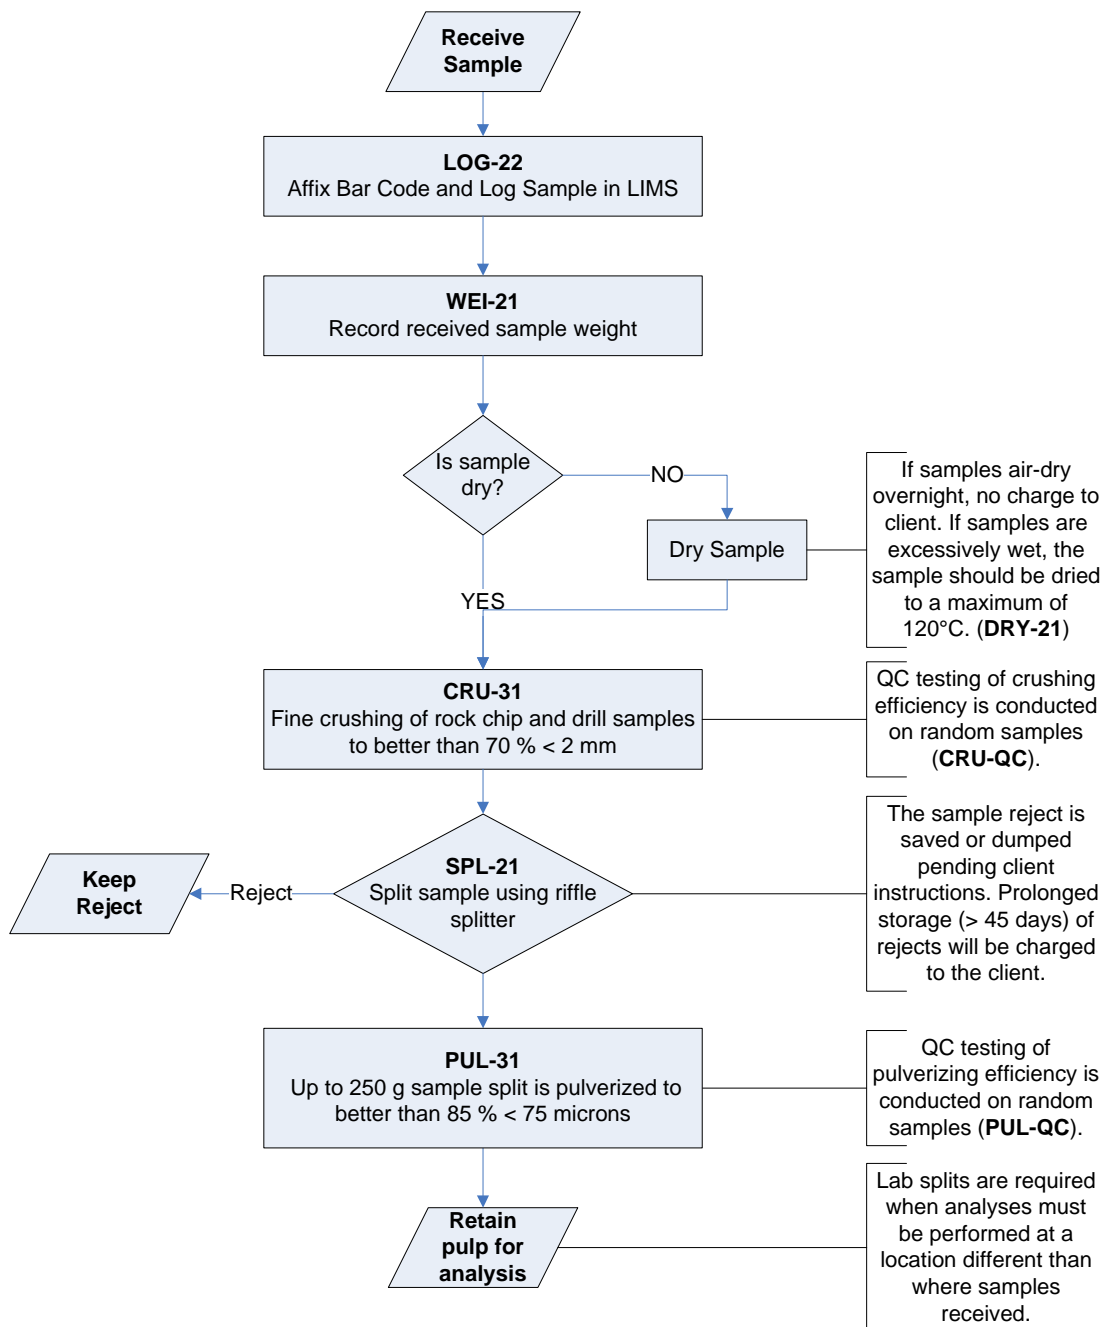 Receive
Sample
LOG-22
Affix Bar Code and Log Sample in LIMS
WEI-21
Record received sample weight
Is sample
dry?
NO
Dry Sample
If samples air-dry
overnight, no charge to
client. If samples are
excessively wet, the
sample should be dried
to a maximum of
120°C. (DRY-21)
YES
CRU-31
Fine crushing of rock chip and drill samples
to better than 70 % < 2 mm
QC testing of crushing
efficiency is conducted
on random samples
(CRU-QC).
SPL-21
Split sample using riffle
splitter
Reject
Keep
Reject
The sample reject is
saved or dumped
pending client
instructions. Prolonged
storage (> 45 days) of
rejects will be charged
to the client.
PUL-31
Up to 250 g sample split is pulverized to
better than 85 % < 75 microns
QC testing of
pulverizing efficiency is
conducted on random
samples (PUL-QC).
Retain
pulp for
analysis
Lab splits are required
when analyses must
be performed at a
location different than
where samples
received.